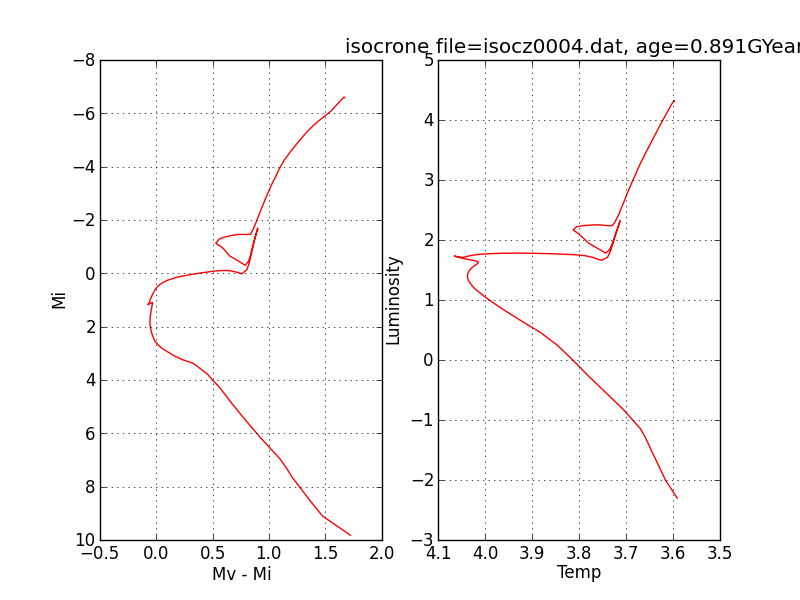 isocrone file=isocz0004.dat, age=0.891GYear
−8
−6
−4
−2
0
2
4
6
8
10
Mi
−0.5 0.0 0.5 1.0 1.5 2.0
Mv - Mi
5
4
3
2
1
0
−1
−2
−3
Luminosity
4.1 4.0 3.9 3.8 3.7 3.6 3.5
Temp